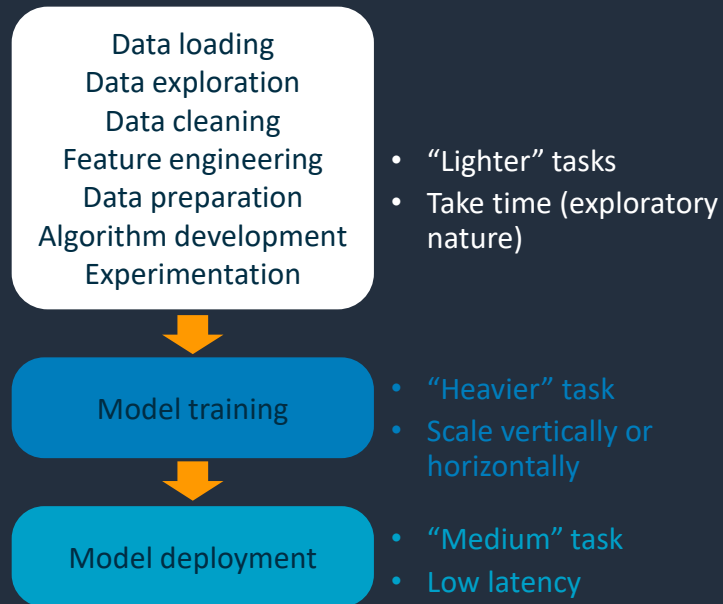 Data loading
Data exploration
Data cleaning
Feature engineering
Data preparation
Algorithm development
Experimentation
• “Lighter” tasks
• Take time (exploratory
nature)
Model training
• “Heavier” task
• Scale vertically or
horizontally
Model deployment
• “Medium” task
• Low latency